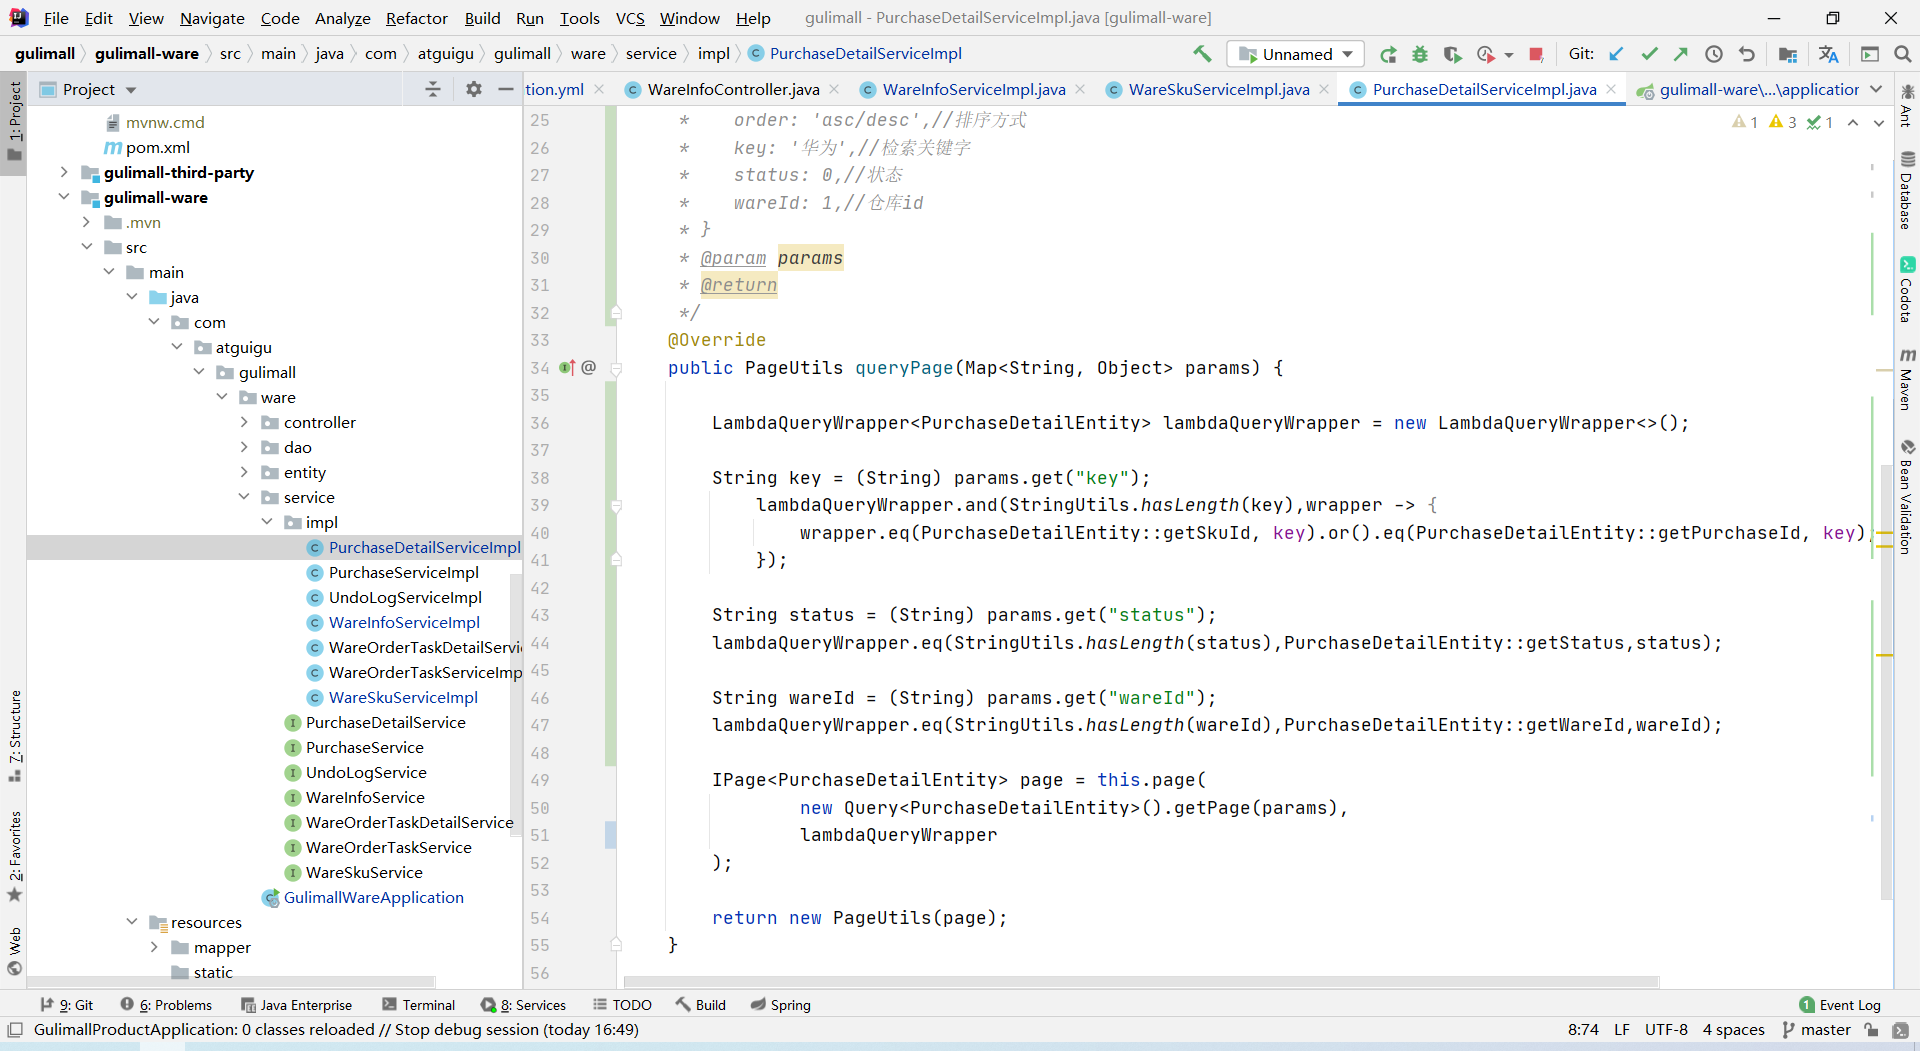 File Edit View Navigate Code Analyze Refactor Build Run Tools VCS Window Help gulimall - PurchaseDetailServiceImpl.java [gulimall-ware]
gulimall gulimall-ware src main java com atguigu gulimall ware service impl PurchaseDetailServiceImpl Unnamed Git:
Project
tion.yml WareInfoController.java WareInfoServiceImpl.java WareSkuServiceImpl.java PurchaseDetailServiceImpl.java gulimall-ware\...\application
1: Project
7: Structure
2: Favorites
Web
mvnw.cmd
pom.xml
gulimall-third-party
gulimall-ware
.mvn
src
main
java
com
atguigu
gulimall
ware
controller
dao
entity
service
impl
PurchaseDetailServiceImpl
PurchaseServiceImpl
UndoLogServiceImpl
WareInfoServiceImpl
WareOrderTaskDetailServi
WareOrderTaskServiceImp
WareSkuServiceImpl
PurchaseDetailService
PurchaseService
UndoLogService
WareInfoService
WareOrderTaskDetailService
WareOrderTaskService
WareSkuService
GulimallWareApplication
resources
mapper
static
1 3 1
25 * order: 'asc/desc',//排序方式
26 * key: '华为',//检索关键字
27 * status: 0,//状态
28 * wareId: 1,//仓库id
29 * }
30 * @param params
31 * @return
32 */
33 @Override
34 @ public PageUtils queryPage(Map<String, Object> params) {
35
36 LambdaQueryWrapper<PurchaseDetailEntity> lambdaQueryWrapper = new LambdaQueryWrapper<>();
37
38 String key = (String) params.get("key");
39 lambdaQueryWrapper.and(StringUtils.hasLength(key),wrapper -> {
40 wrapper.eq(PurchaseDetailEntity::getSkuId, key).or().eq(PurchaseDetailEntity::getPurchaseId, key);
41 });
42
43 String status = (String) params.get("status");
44 lambdaQueryWrapper.eq(StringUtils.hasLength(status),PurchaseDetailEntity::getStatus,status);
45
46 String wareId = (String) params.get("wareId");
47 lambdaQueryWrapper.eq(StringUtils.hasLength(wareId),PurchaseDetailEntity::getWareId,wareId);
48
49 IPage<PurchaseDetailEntity> page = this.page(
50 new Query<PurchaseDetailEntity>().getPage(params),
51 lambdaQueryWrapper
52 );
53
54 return new PageUtils(page);
55 }
56
Ant
Database
Codota
Maven
Bean Validation
9: Git 6: Problems Java Enterprise Terminal 8: Services TODO Build Spring 1 Event Log
GulimallProductApplication: 0 classes reloaded // Stop debug session (today 16:49) 8:74 LF UTF-8 4 spaces master